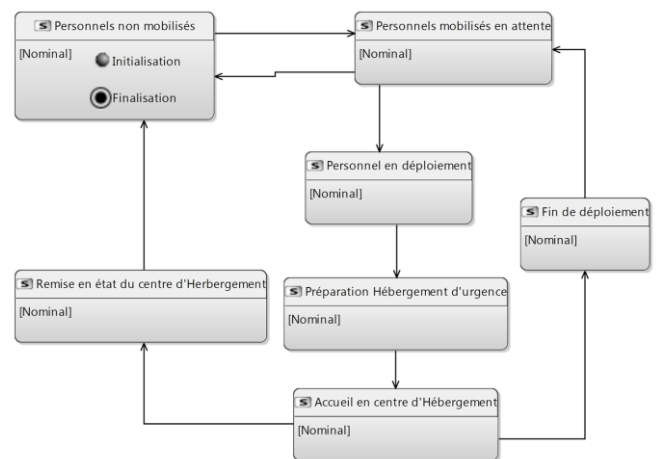 Personnels non mobilisés
[Nominal]
Initialisation
Finalisation
Personnels mobilisés en attente
[Nominal]
Personnel en déploiement
[Nominal]
Fin de déploiement
[Nominal]
Remise en état du centre d'Herbergement
[Nominal]
Préparation Hébergement d'urgence
[Nominal]
Accueil en centre d'Hébergement
[Nominal]